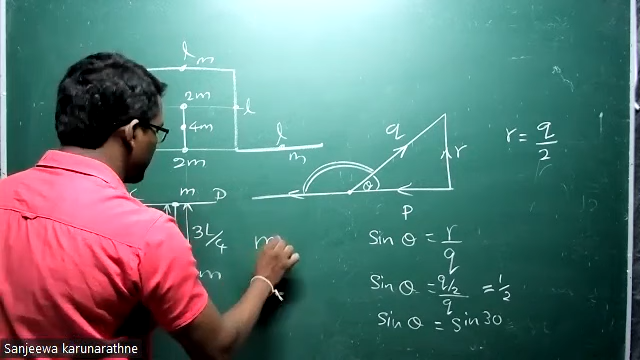 l m
2m
l
4m
l
2m
m
m D
3L/4
m
m
q
r
θ
P
r = q/2
Sin θ = r/q
Sin θ = q/2/q = 1/2
Sin θ = Sin 30
Sanjeewa karunarathne